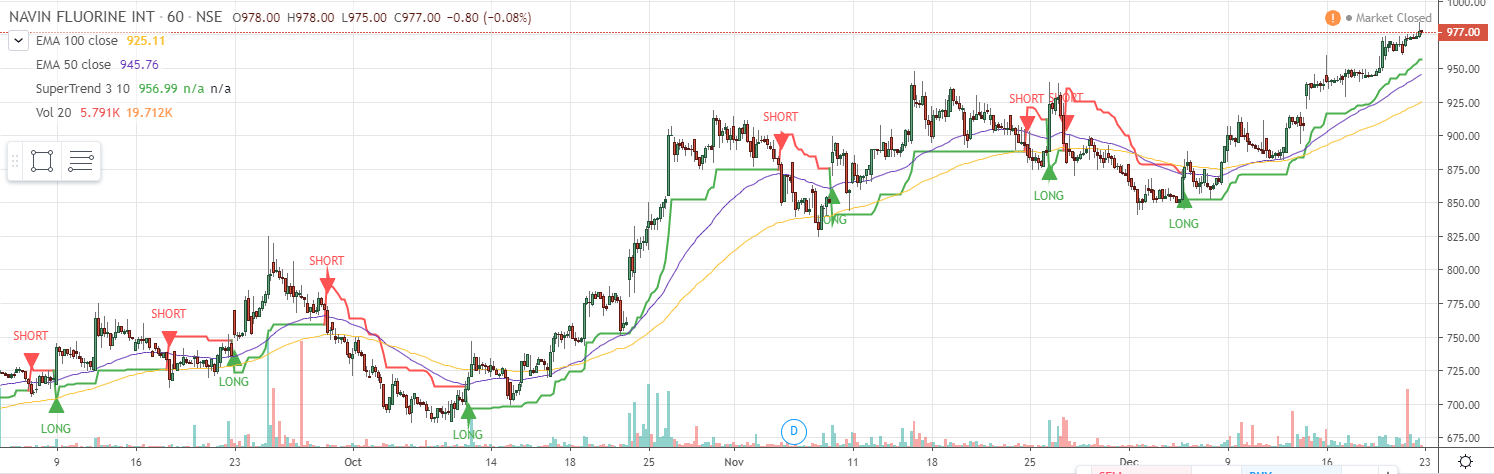 NAVIN FLUORINE INT · 60 · NSE O978.00 H978.00 L975.00 C977.00 −0.80 (−0.08%)
Market Closed
1000.00
EMA 100 close 925.11
977.00
EMA 50 close 945.76
950.00
SuperTrend 3 10 956.99 n/a n/a
Vol 20 5.791K 19.712K
925.00
SHORT SHORT
SHORT
900.00
875.00
LONG
850.00
LONG
LONG
825.00
SHORT
800.00
775.00
SHORT
SHORT
750.00
725.00
LONG
700.00
LONG
LONG
D
675.00
9 16 23 Oct 14 18 25 Nov 11 18 25 Dec 9 16 23
SELL BUY